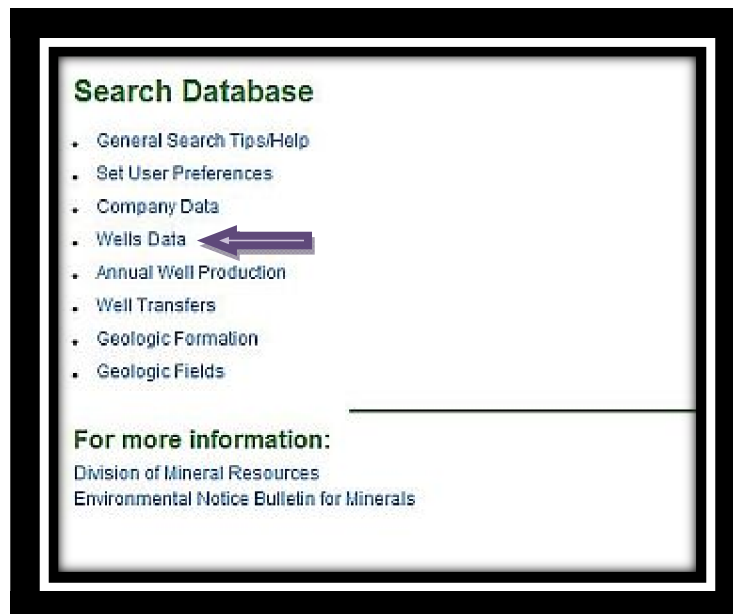 Search Database
• General Search Tips/Help
• Set User Preferences
• Company Data
• Wells Data
• Annual Well Production
• Well Transfers
• Geologic Formation
• Geologic Fields
For more information:
Division of Mineral Resources
Environmental Notice Bulletin for Minerals